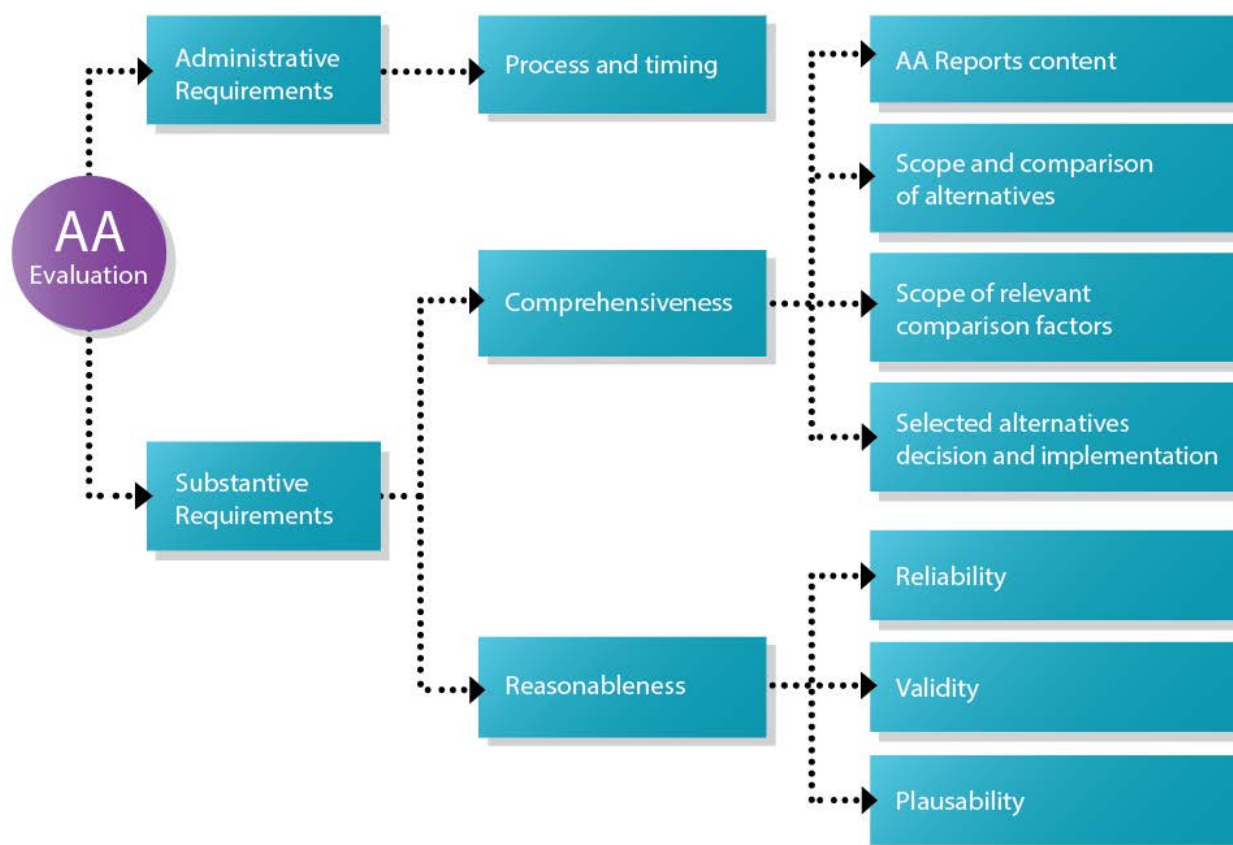 Administrative
Requirements
Process and timing
AA Reports content
Scope and comparison
of alternatives
AA
Evaluation
Comprehensiveness
Scope of relevant
comparison factors
Selected alternatives
decision and implementation
Substantive
Requirements
Reliability
Reasonableness
Validity
Plausability